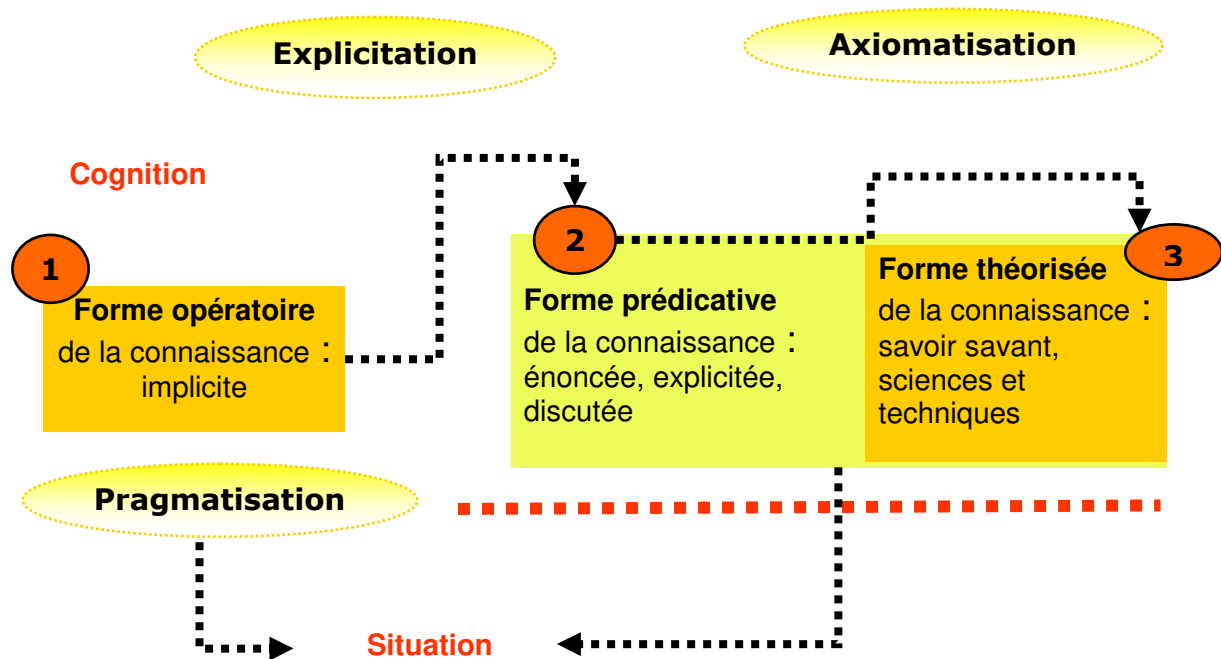 Explicitation
Axiomatisation
Cognition
1
Forme opératoire
de la connaissance :
implicite
2
Forme prédicative
de la connaissance :
énoncée, explicitée,
discutée
3
Forme théorisée
de la connaissance :
savoir savant,
sciences et
techniques
Pragmatisation
Situation